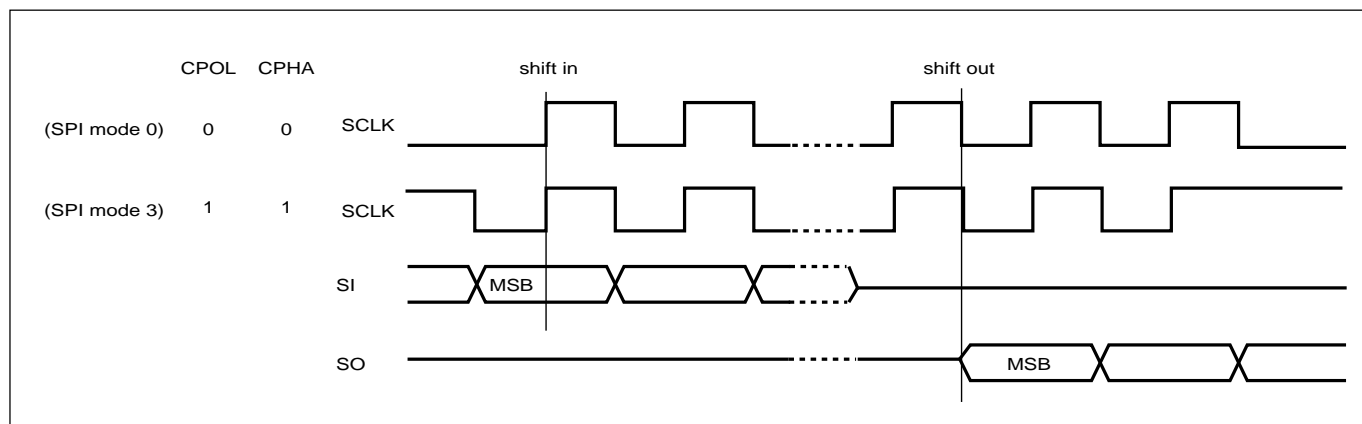 CPOL CPHA shift in shift out
(SPI mode 0) 0 0 SCLK
(SPI mode 3) 1 1 SCLK
SI MSB
SO MSB